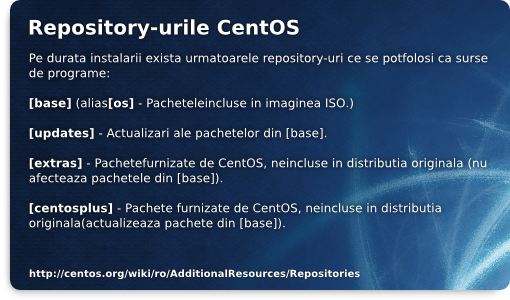 Repository-urile CentOS
Pe durata instalarii exista urmatoarele repository-uri ce se potfolosi ca surse
de programe:
[base] (alias[os] - Pacheteleincluse in imaginea ISO.)
[updates] - Actualizari ale pachetelor din [base].
[extras] - Pachetefurnizate de CentOS, neincluse in distributia originala (nu
afecteaza pachetele din [base]).
[centosplus] - Pachete furnizate de CentOS, neincluse in distributia
originala(actualizeaza pachete din [base]).
http://centos.org/wiki/ro/AdditionalResources/Repositories